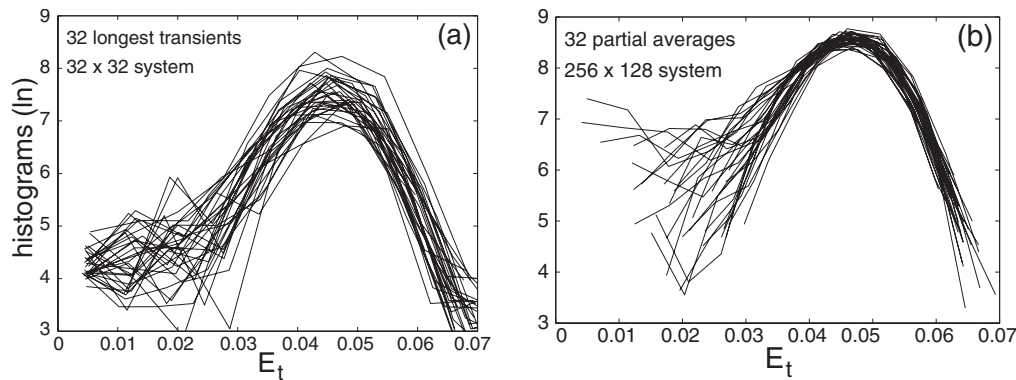 9
8
7
6
5
4
3
histograms (ln)
32 longest transients
32 x 32 system
(a)
0 0.01 0.02 0.03 0.04 0.05 0.06 0.07
E_t
9
8
7
6
5
4
3
32 partial averages
256 x 128 system
(b)
0 0.01 0.02 0.03 0.04 0.05 0.06 0.07
E_t